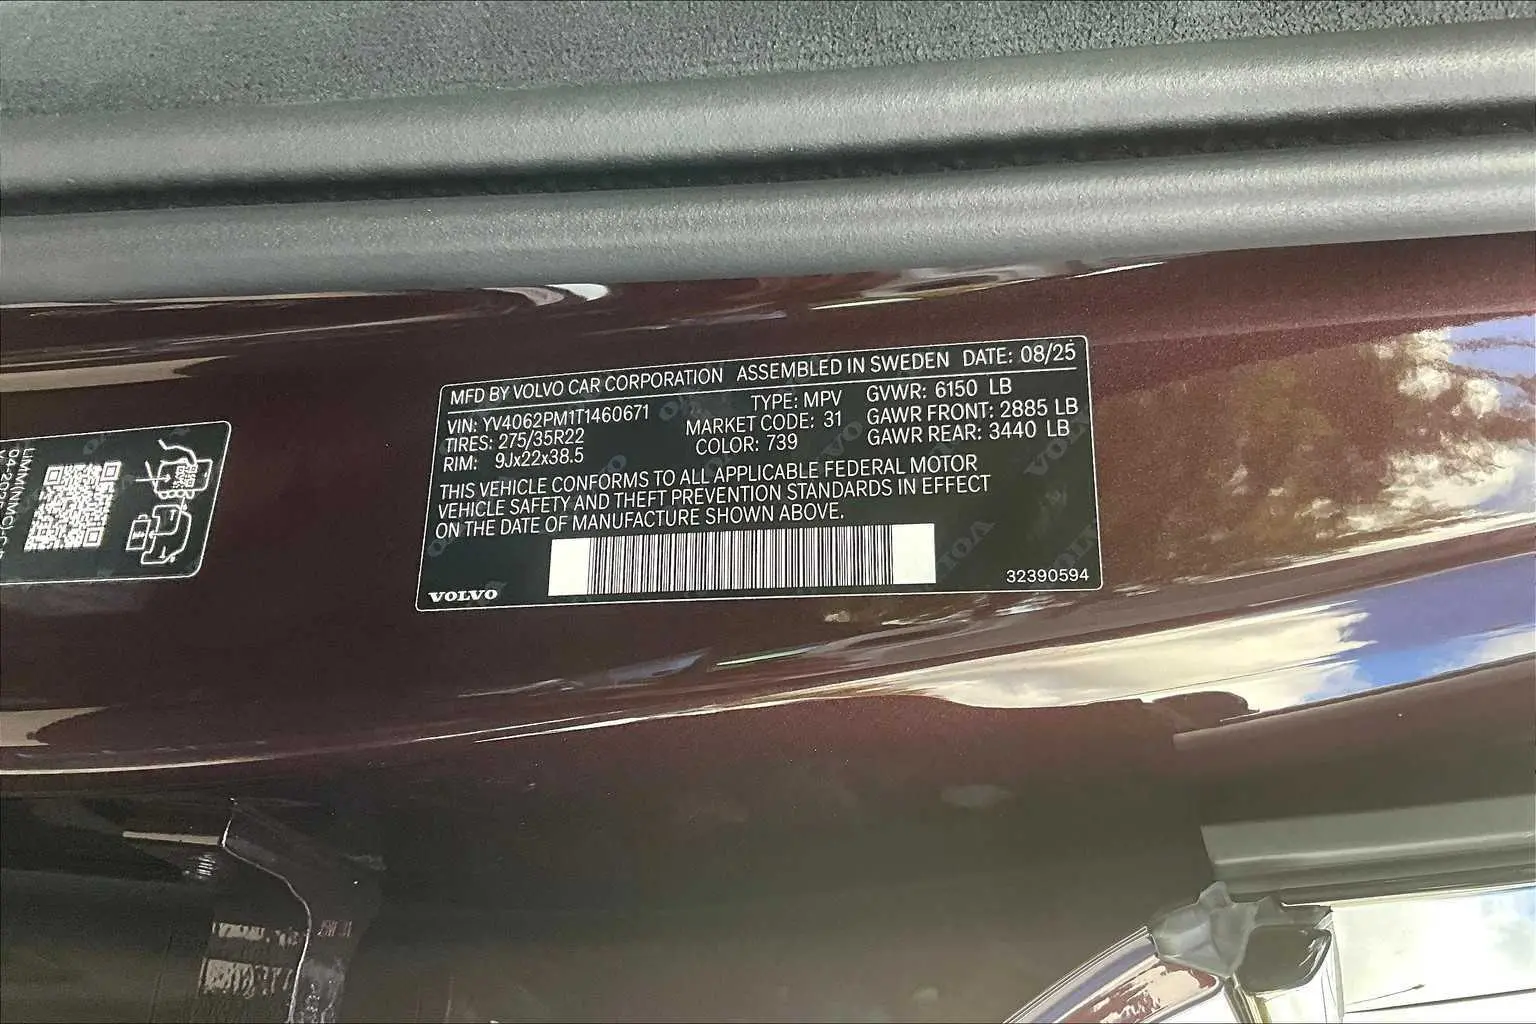 MFD BY VOLVO CAR CORPORATION ASSEMBLED IN SWEDEN DATE: 08/25
VIN: YV4062PM1T1460671 TYPE: MPV GVWR: 6150 LB
TIRES: 275/35R22 MARKET CODE: 31 GAWR FRONT: 2885 LB
RIM: 9Jx22x38.5 COLOR: 739 GAWR REAR: 3440 LB
THIS VEHICLE CONFORMS TO ALL APPLICABLE FEDERAL MOTOR
VEHICLE SAFETY AND THEFT PREVENTION STANDARDS IN EFFECT
ON THE DATE OF MANUFACTURE SHOWN ABOVE.
VOLVO
32390594